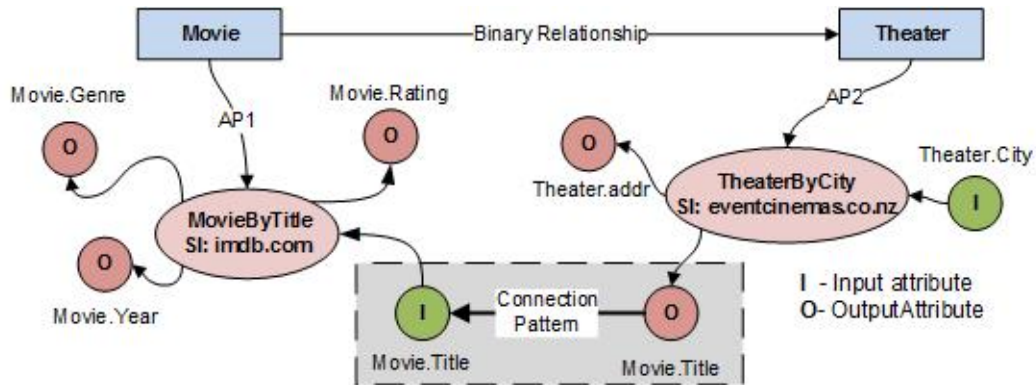 Movie
Binary Relationship
Theater
Movie.Genre
Movie.Rating
AP1
AP2
O
O
O
Theater.addr
Theater.City
MovieByTitle
SI: imdb.com
TheaterByCity
SI: eventcinemas.co.nz
I
O
Movie.Year
I
Connection
Pattern
O
Movie.Title
Movie.Title
I - Input attribute
O- OutputAttribute